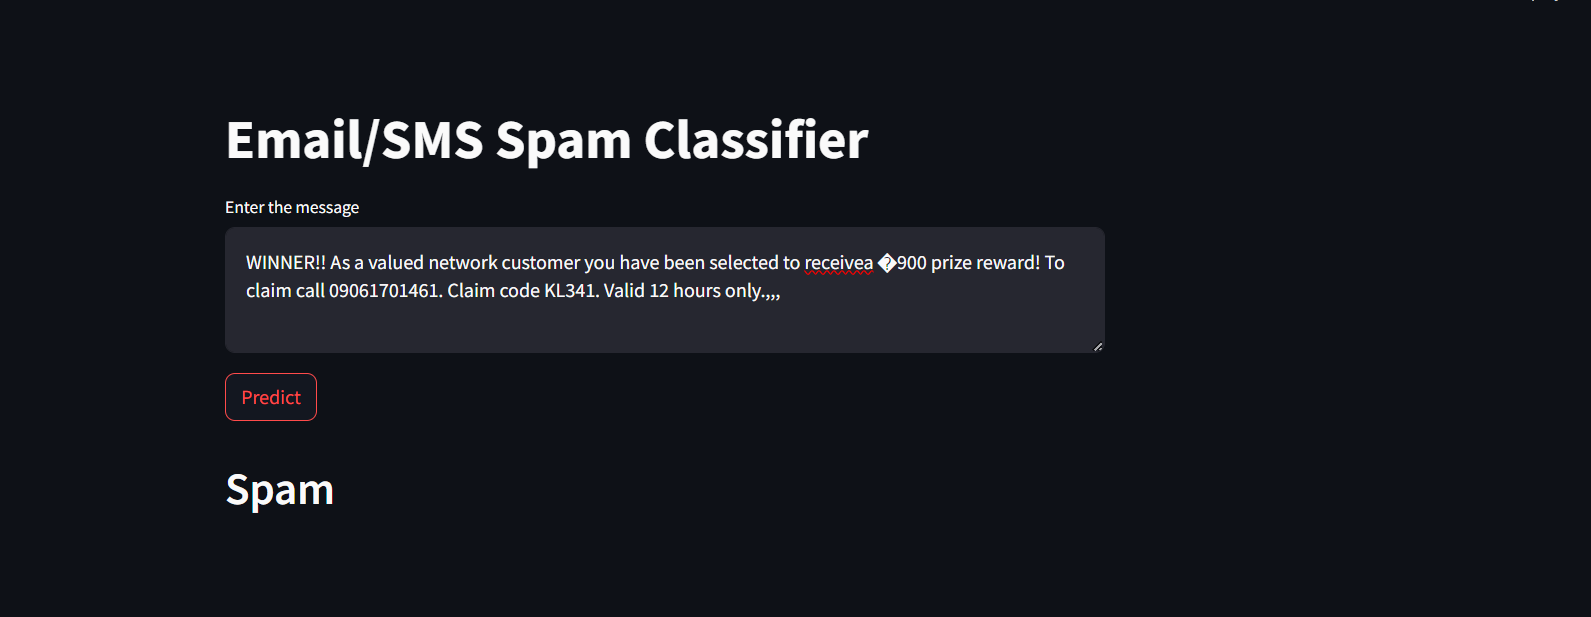 Email/SMS Spam Classifier
Enter the message
WINNER!! As a valued network customer you have been selected to receivea �900 prize reward! To
claim call 09061701461. Claim code KL341. Valid 12 hours only.,,,
Predict
Spam